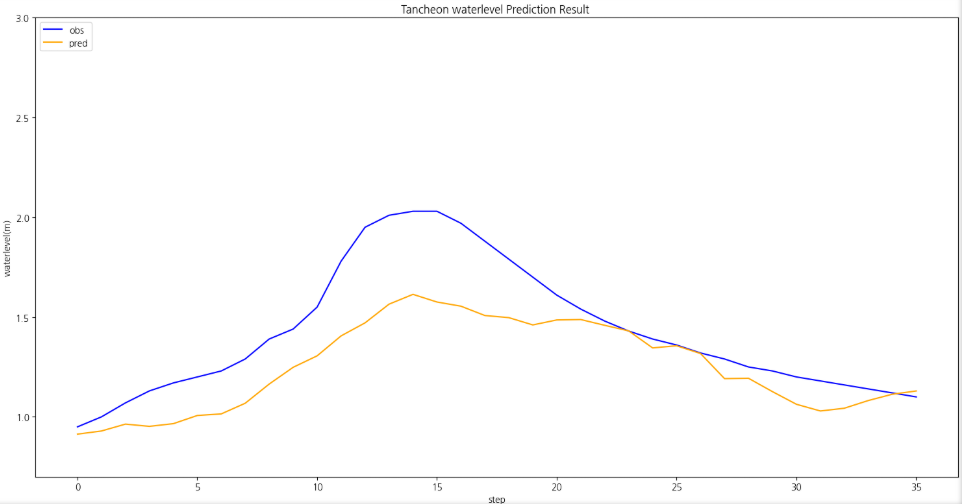 Tancheon waterlevel Prediction Result
obs
pred
waterlevel(m)
3.0
2.5
2.0
1.5
1.0
0 5 10 15 20 25 30 35
step